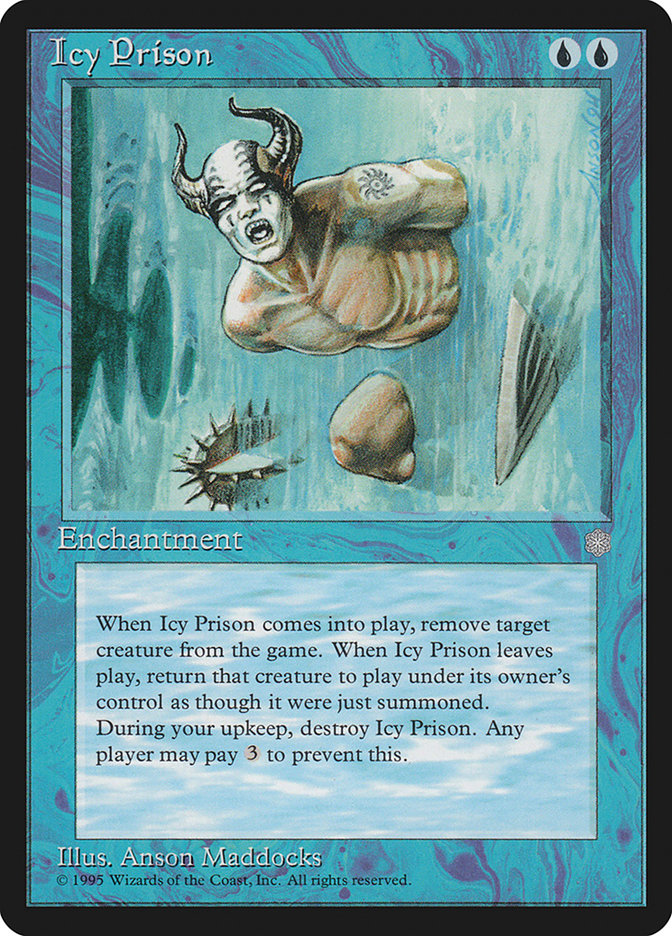 Icy Prison
Anson 94
Enchantment
When Icy Prison comes into play, remove target
creature from the game. When Icy Prison leaves
play, return that creature to play under its owner's
control as though it were just summoned.
During your upkeep, destroy Icy Prison. Any
player may pay 3 to prevent this.
Illus. Anson Maddocks
© 1995 Wizards of the Coast, Inc. All rights reserved.